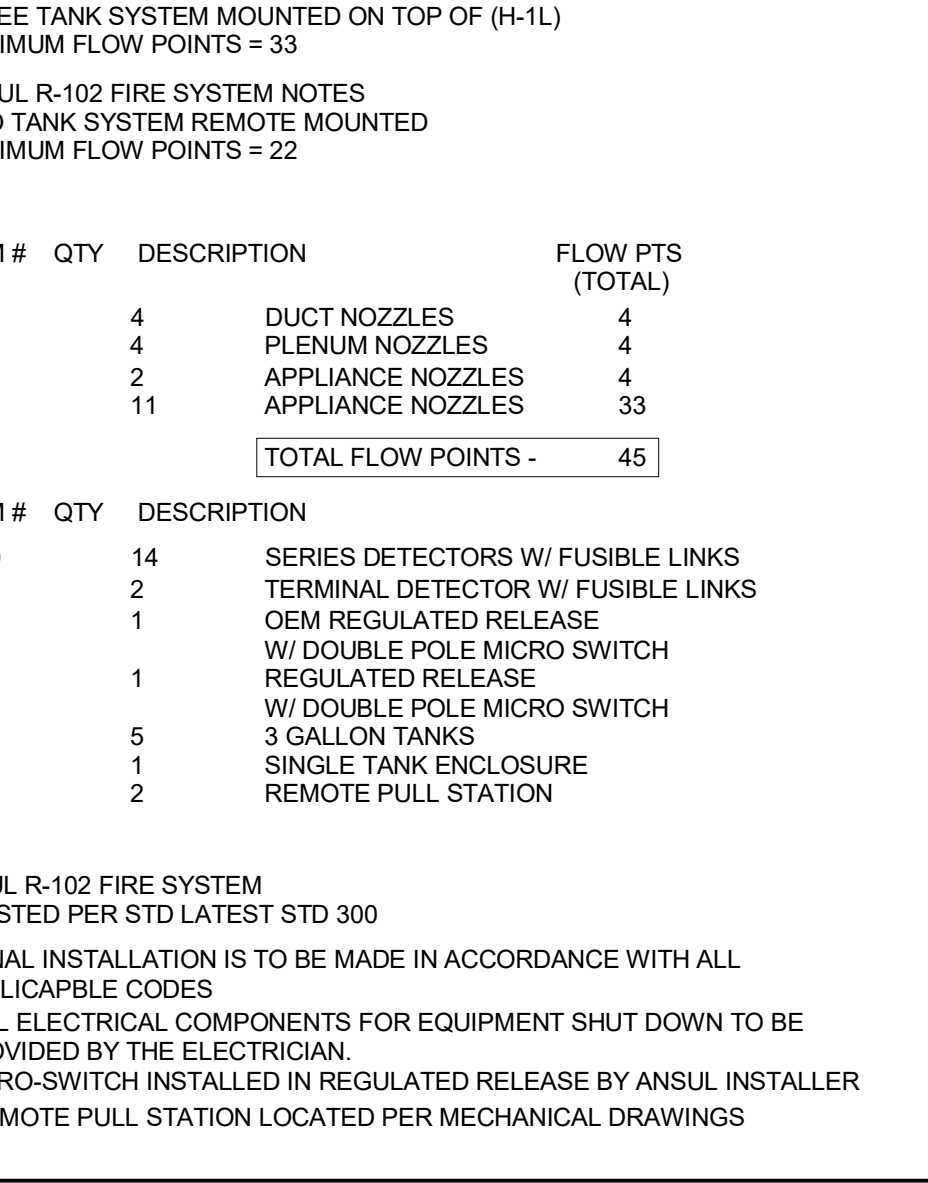 EE TANK SYSTEM MOUNTED ON TOP OF (H-1L)
IMUM FLOW POINTS = 33
UL R-102 FIRE SYSTEM NOTES
O TANK SYSTEM REMOTE MOUNTED
IMUM FLOW POINTS = 22
M # QTY DESCRIPTION FLOW PTS
(TOTAL)
4 DUCT NOZZLES 4
4 PLENUM NOZZLES 4
2 APPLIANCE NOZZLES 4
11 APPLIANCE NOZZLES 33
TOTAL FLOW POINTS - 45
M # QTY DESCRIPTION
14 SERIES DETECTORS W/ FUSIBLE LINKS
2 TERMINAL DETECTOR W/ FUSIBLE LINKS
1 OEM REGULATED RELEASE
W/ DOUBLE POLE MICRO SWITCH
1 REGULATED RELEASE
W/ DOUBLE POLE MICRO SWITCH
5 3 GALLON TANKS
1 SINGLE TANK ENCLOSURE
2 REMOTE PULL STATION
UL R-102 FIRE SYSTEM
STED PER STD LATEST STD 300
NAL INSTALLATION IS TO BE MADE IN ACCORDANCE WITH ALL
LICAPBLE CODES
L ELECTRICAL COMPONENTS FOR EQUIPMENT SHUT DOWN TO BE
OVIDED BY THE ELECTRICIAN.
RO-SWITCH INSTALLED IN REGULATED RELEASE BY ANSUL INSTALLER
MOTE PULL STATION LOCATED PER MECHANICAL DRAWINGS